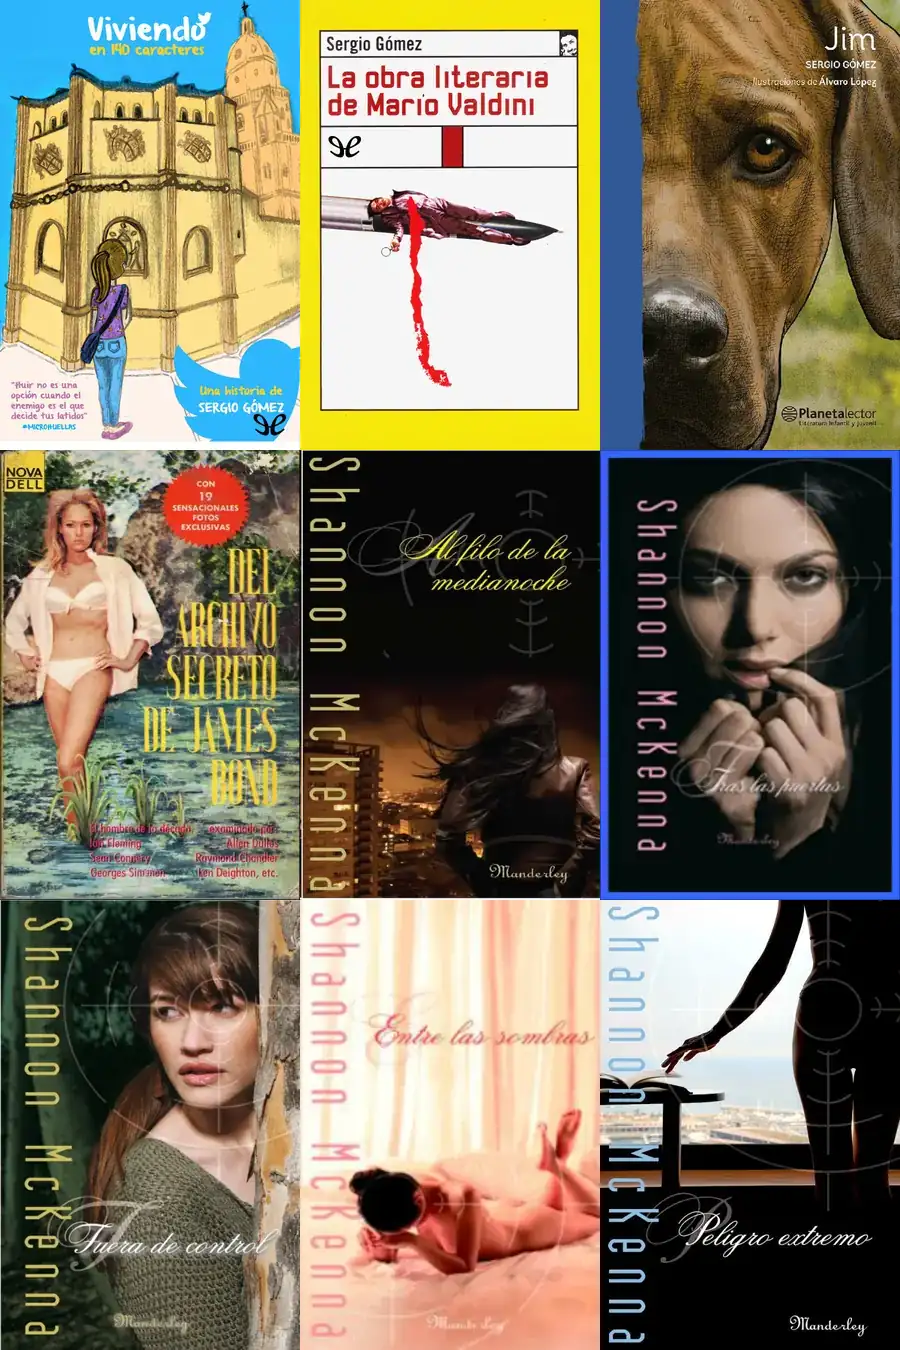 Viviendo
en 140 caracteres
"Huir no es una
opción cuando el
enemigo es el que
decide tus latidos"
#MICROHUELLAS
Una historia de
SERGIO GÓMEZ
Sergio Gómez
La obra literaria
de Mario Valdini
Jim
SERGIO GÓMEZ
Ilustraciones de Álvaro López
Planetalector
Literatura Infantil y Juvenil
NOVA
DELL
CON
19
SENSACIONALES
FOTOS
EXCLUSIVAS
DEL
ARCHIVO
SECRETO
DE JAMES
BOND
El hombre de la década, examinado por:
Ian Fleming Allen Dulles
Sean Connery Raymond Chandler
Georges Simenon Len Deighton, etc.
Shannon McKenna
Al filo de la
medianoche
Manderley
Shannon McKenna
Tras las puertas
Manderley
Shannon McKenna
Fuera de control
Manderley
Shannon McKenna
Entre las sombras
Manderley
Shannon McKenna
Peligro extremo
Manderley